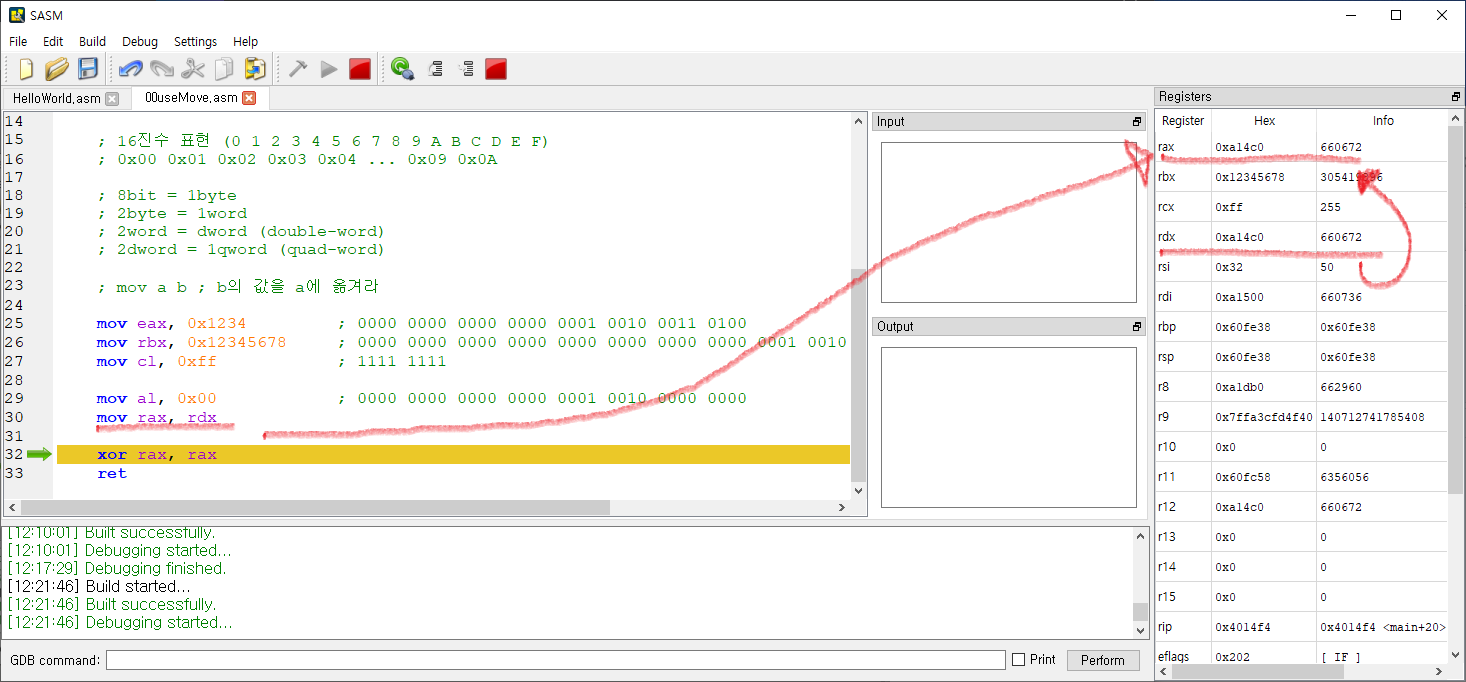 SASM
File Edit Build Debug Settings Help
HelloWorld.asm 00useMove.asm
14
15 ; 16진수 표현 (0 1 2 3 4 5 6 7 8 9 A B C D E F)
16 ; 0x00 0x01 0x02 0x03 0x04 ... 0x09 0x0A
17
18 ; 8bit = 1byte
19 ; 2byte = 1word
20 ; 2word = dword (double-word)
21 ; 2dword = 1qword (quad-word)
22
23 ; mov a b ; b의 값을 a에 옮겨라
24
25 mov eax, 0x1234 ; 0000 0000 0000 0000 0001 0010 0011 0100
26 mov rbx, 0x12345678 ; 0000 0000 0000 0000 0000 0000 0000 0000 0001 0010
27 mov cl, 0xff ; 1111 1111
28
29 mov al, 0x00 ; 0000 0000 0000 0000 0001 0010 0000 0000
30 mov rax, rdx
31
32 xor rax, rax
33 ret
Input
Output
Registers
Register Hex Info
rax 0xa14c0 660672
rbx 0x12345678 305419896
rcx 0xff 255
rdx 0xa14c0 660672
rsi 0x32 50
rdi 0xa1500 660736
rbp 0x60fe38 0x60fe38
rsp 0x60fe38 0x60fe38
r8 0xa1db0 662960
r9 0x7ffa3cfd4f40 140712741785408
r10 0x0 0
r11 0x60fc58 6356056
r12 0xa14c0 660672
r13 0x0 0
r14 0x0 0
r15 0x0 0
rip 0x4014f4 0x4014f4 <main+20>
eflags 0x202 [ IF ]
[12:10:01] Built successfully.
[12:10:01] Debugging started...
[12:17:29] Debugging finished.
[12:21:46] Build started...
[12:21:46] Built successfully.
[12:21:46] Debugging started...
GDB command: Print Perform